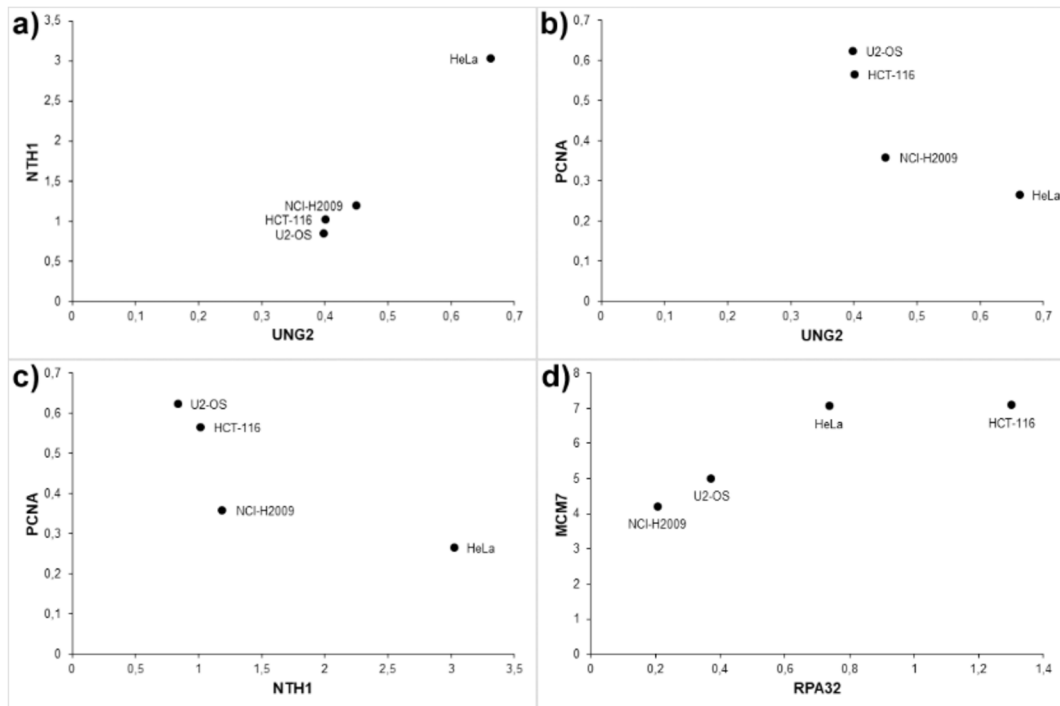 a)
3,5
3
2,5
2
1,5
1
0,5
0
NTH1
HeLa
NCI-H2009
HCT-116
U2-OS
0 0,1 0,2 0,3 0,4 0,5 0,6 0,7
UNG2
b)
0,7
0,6
0,5
0,4
0,3
0,2
0,1
0
PCNA
U2-OS
HCT-116
NCI-H2009
HeLa
0 0,1 0,2 0,3 0,4 0,5 0,6 0,7
UNG2
c)
0,7
0,6
0,5
0,4
0,3
0,2
0,1
0
PCNA
U2-OS
HCT-116
NCI-H2009
HeLa
0 0,5 1 1,5 2 2,5 3 3,5
NTH1
d)
8
7
6
5
4
3
2
1
0
MCM7
HeLa
HCT-116
U2-OS
NCI-H2009
0 0,2 0,4 0,6 0,8 1 1,2 1,4
RPA32